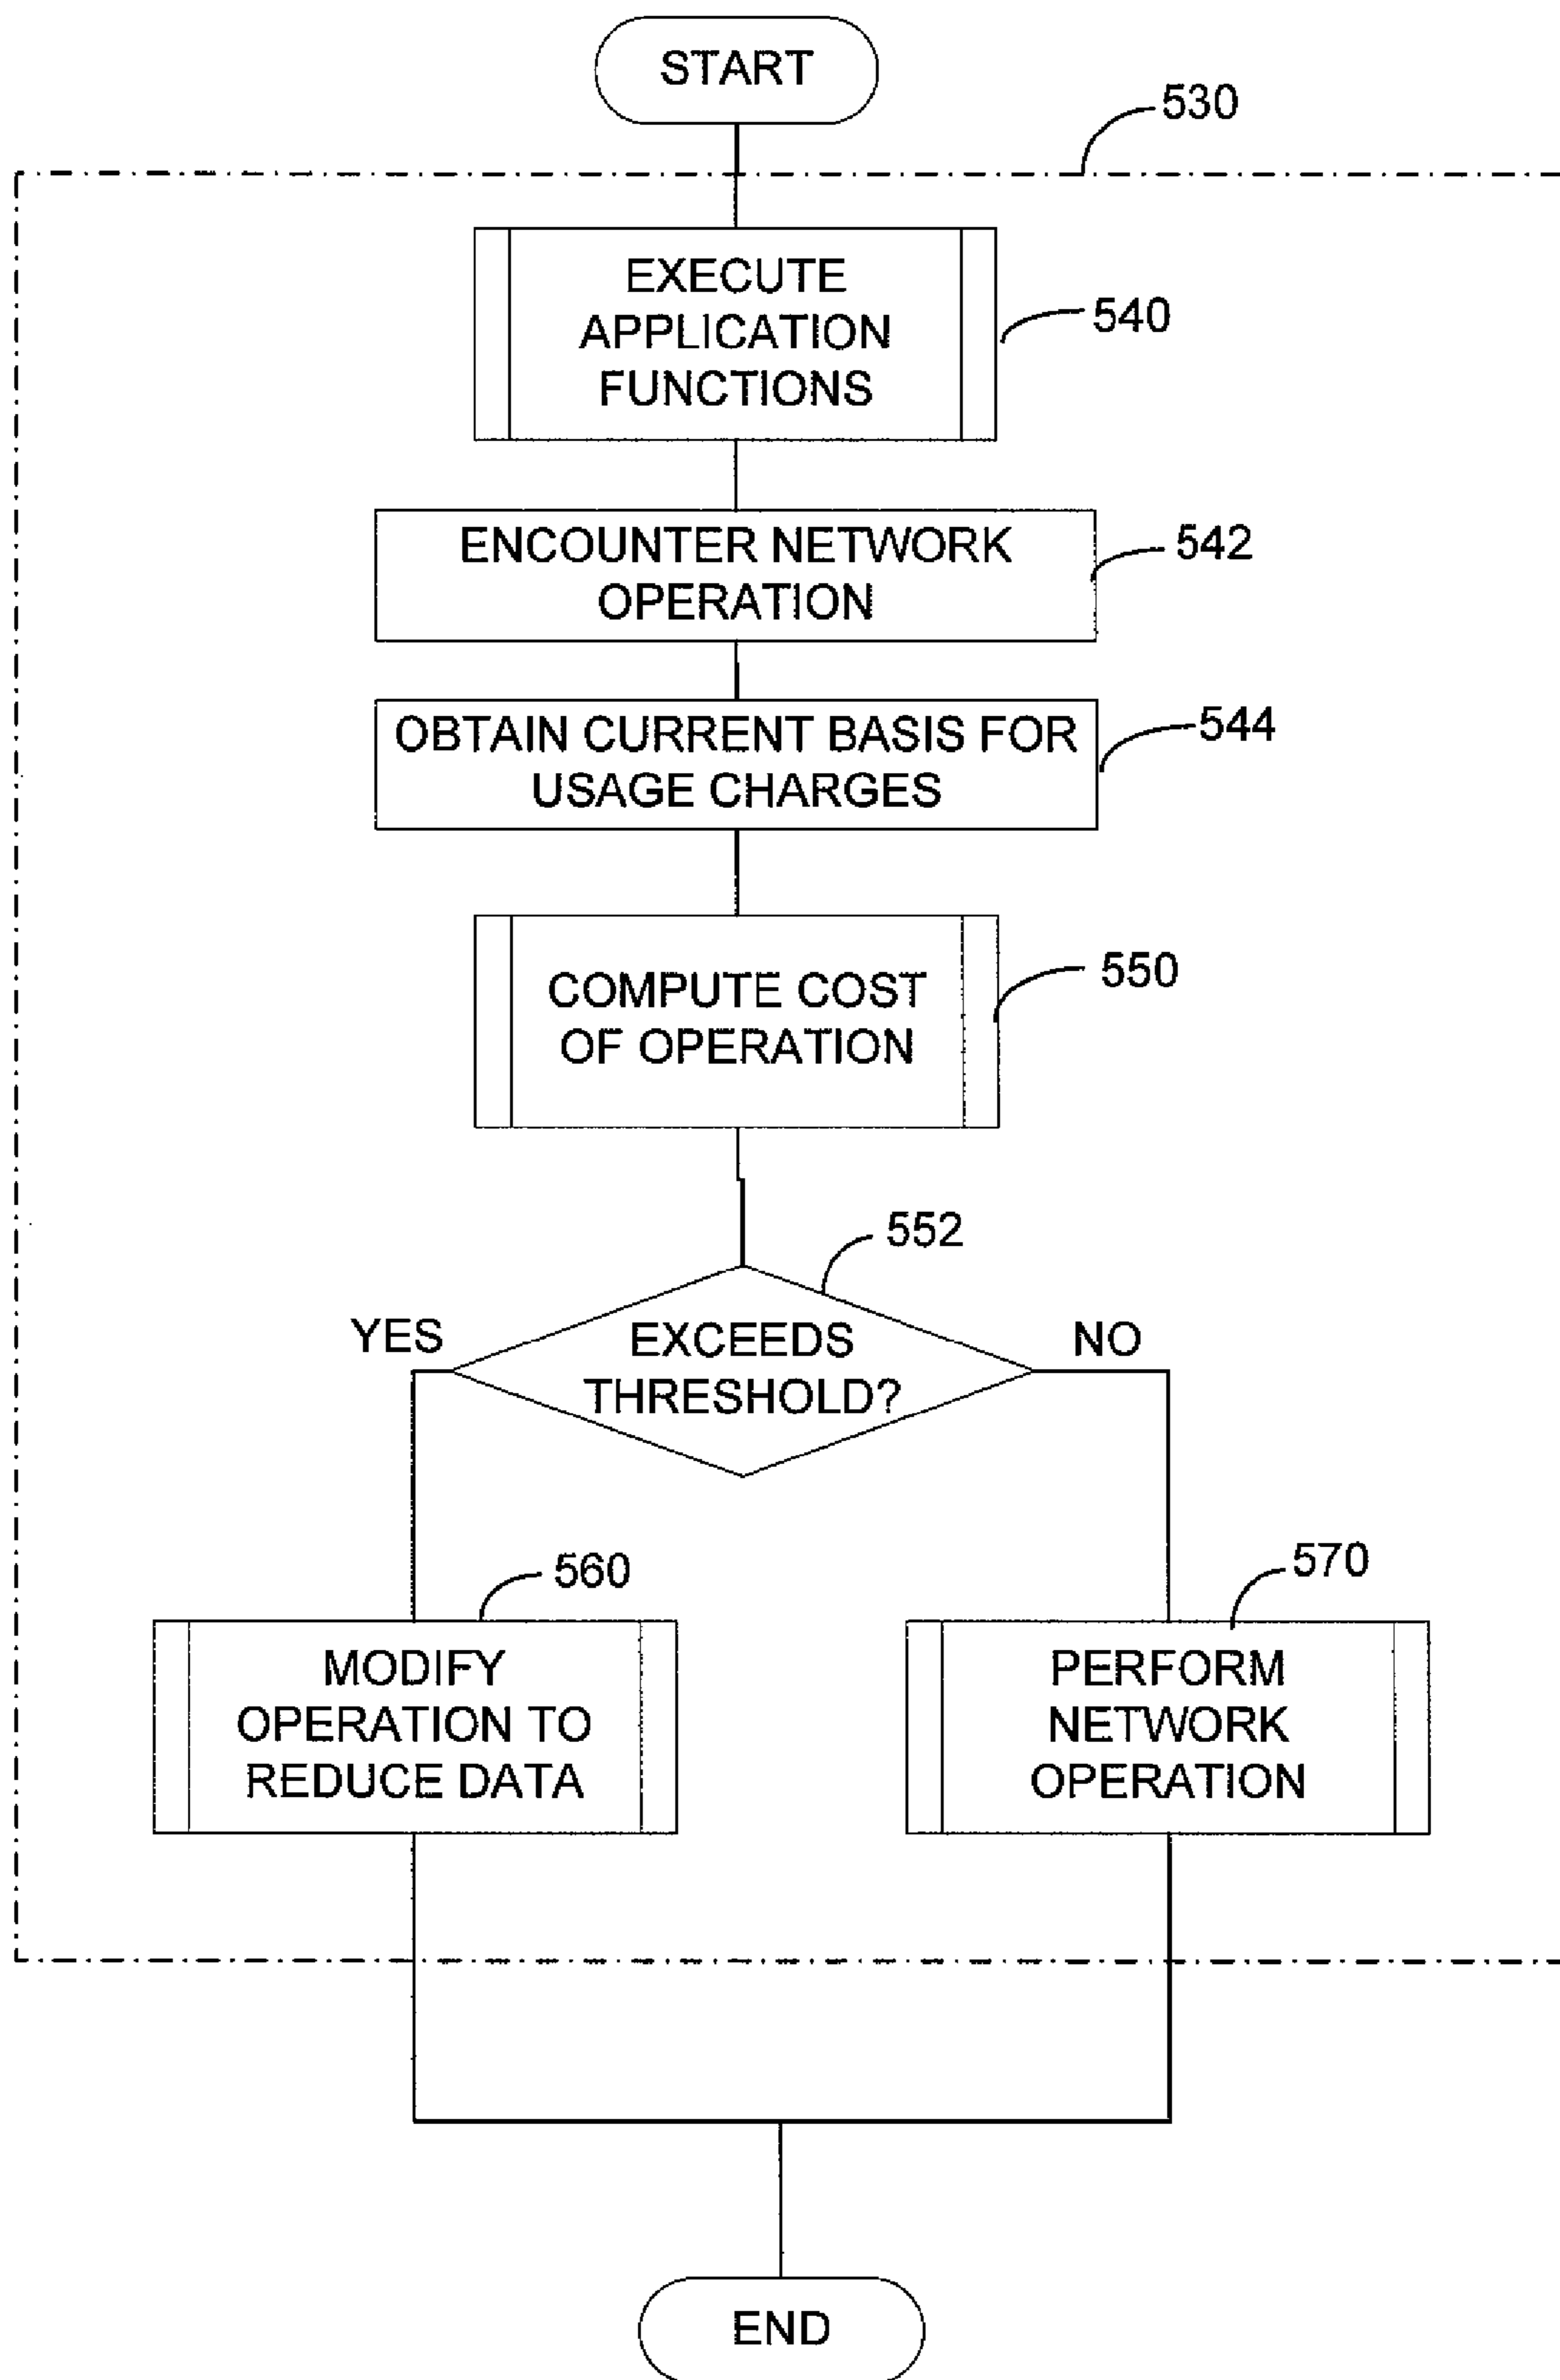 START
530
EXECUTE
APPLICATION
FUNCTIONS
540
ENCOUNTER NETWORK
OPERATION
542
OBTAIN CURRENT BASIS FOR
USAGE CHARGES
544
COMPUTE COST
OF OPERATION
550
552
YES
EXCEEDS
THRESHOLD?
NO
560
570
MODIFY
OPERATION TO
REDUCE DATA
PERFORM
NETWORK
OPERATION
END